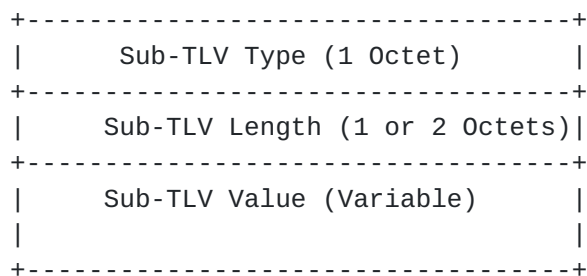 +-----------------------------------+
|      Sub-TLV Type (1 Octet)       |
+-----------------------------------+
|     Sub-TLV Length (1 or 2 Octets)|
+-----------------------------------+
|     Sub-TLV Value (Variable)      |
|                                   |
+-----------------------------------+